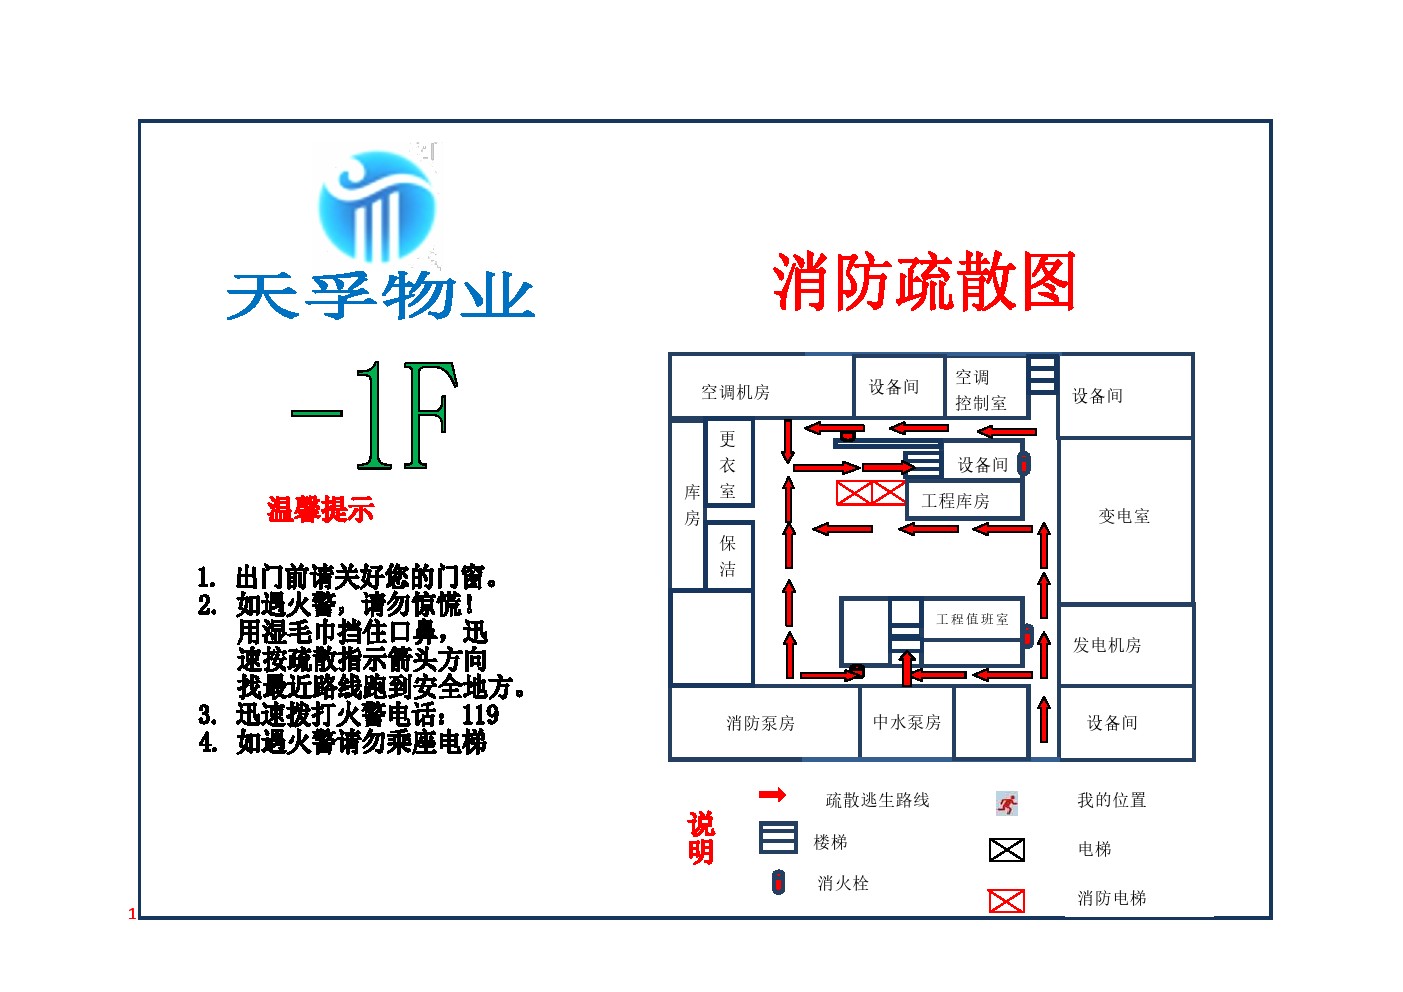 天孚物业
-1F
温馨提示
1. 出门前请关好您的门窗。
2. 如遇火警，请勿惊慌！
用湿毛巾挡住口鼻，迅
速按疏散指示箭头方向
找最近路线跑到安全地方。
3. 迅速拨打火警电话：119
4. 如遇火警请勿乘座电梯
消防疏散图
空调机房
设备间
空调
控制室
设备间
更
衣
室
库
房
设备间
工程库房
变电室
保
洁
工程值班室
发电机房
消防泵房
中水泵房
设备间
说
明
疏散逃生路线
我的位置
楼梯
电梯
消火栓
消防电梯
1